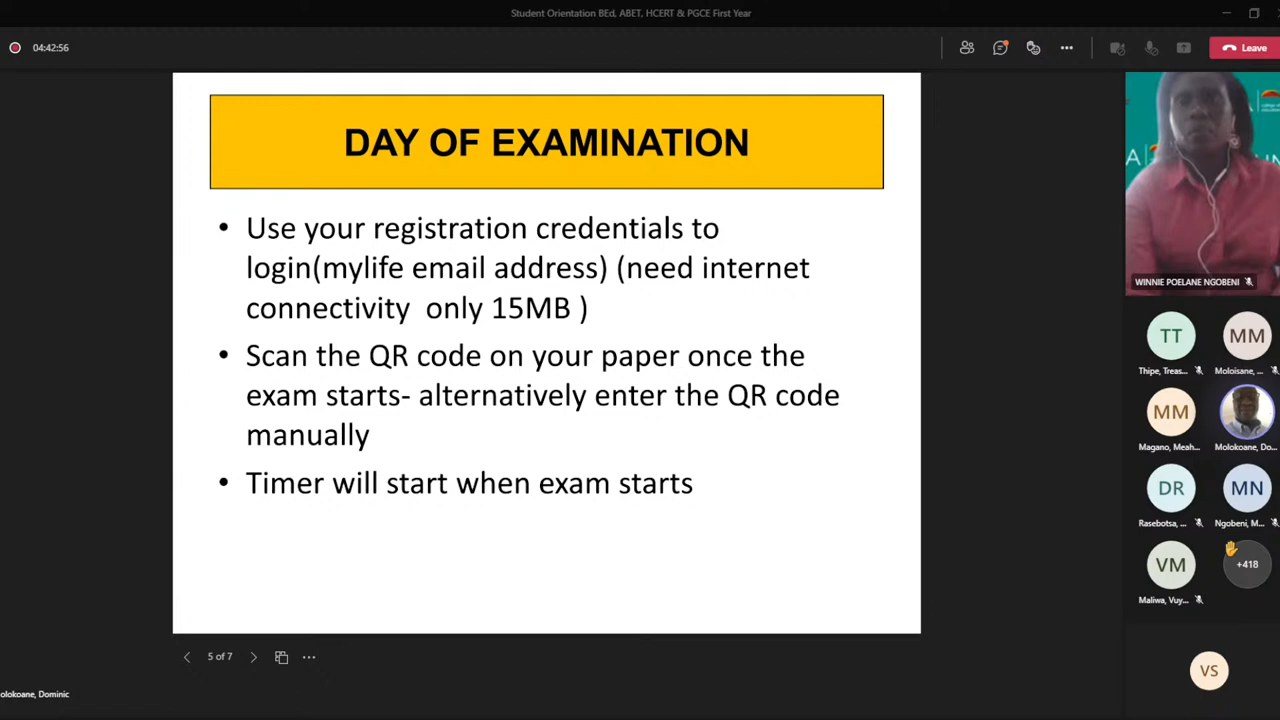 Student Orientation BEd, ABET, HCERT & PGCE First Year
04:42:56
Leave
DAY OF EXAMINATION
• Use your registration credentials to
login(mylife email address) (need internet
connectivity only 15MB )
• Scan the QR code on your paper once the
exam starts- alternatively enter the QR code
manually
• Timer will start when exam starts
5 of 7
olokoane, Dominic
WINNIE POELANE NGOBENI
TT
MM
Thipe, Treas...
Moloisane, ...
MM
Magano, Meah...
Molokoane, Do...
DR
MN
Rasebotsa, ...
Ngobeni, M...
VM
+418
Maliwa, Vuy...
VS